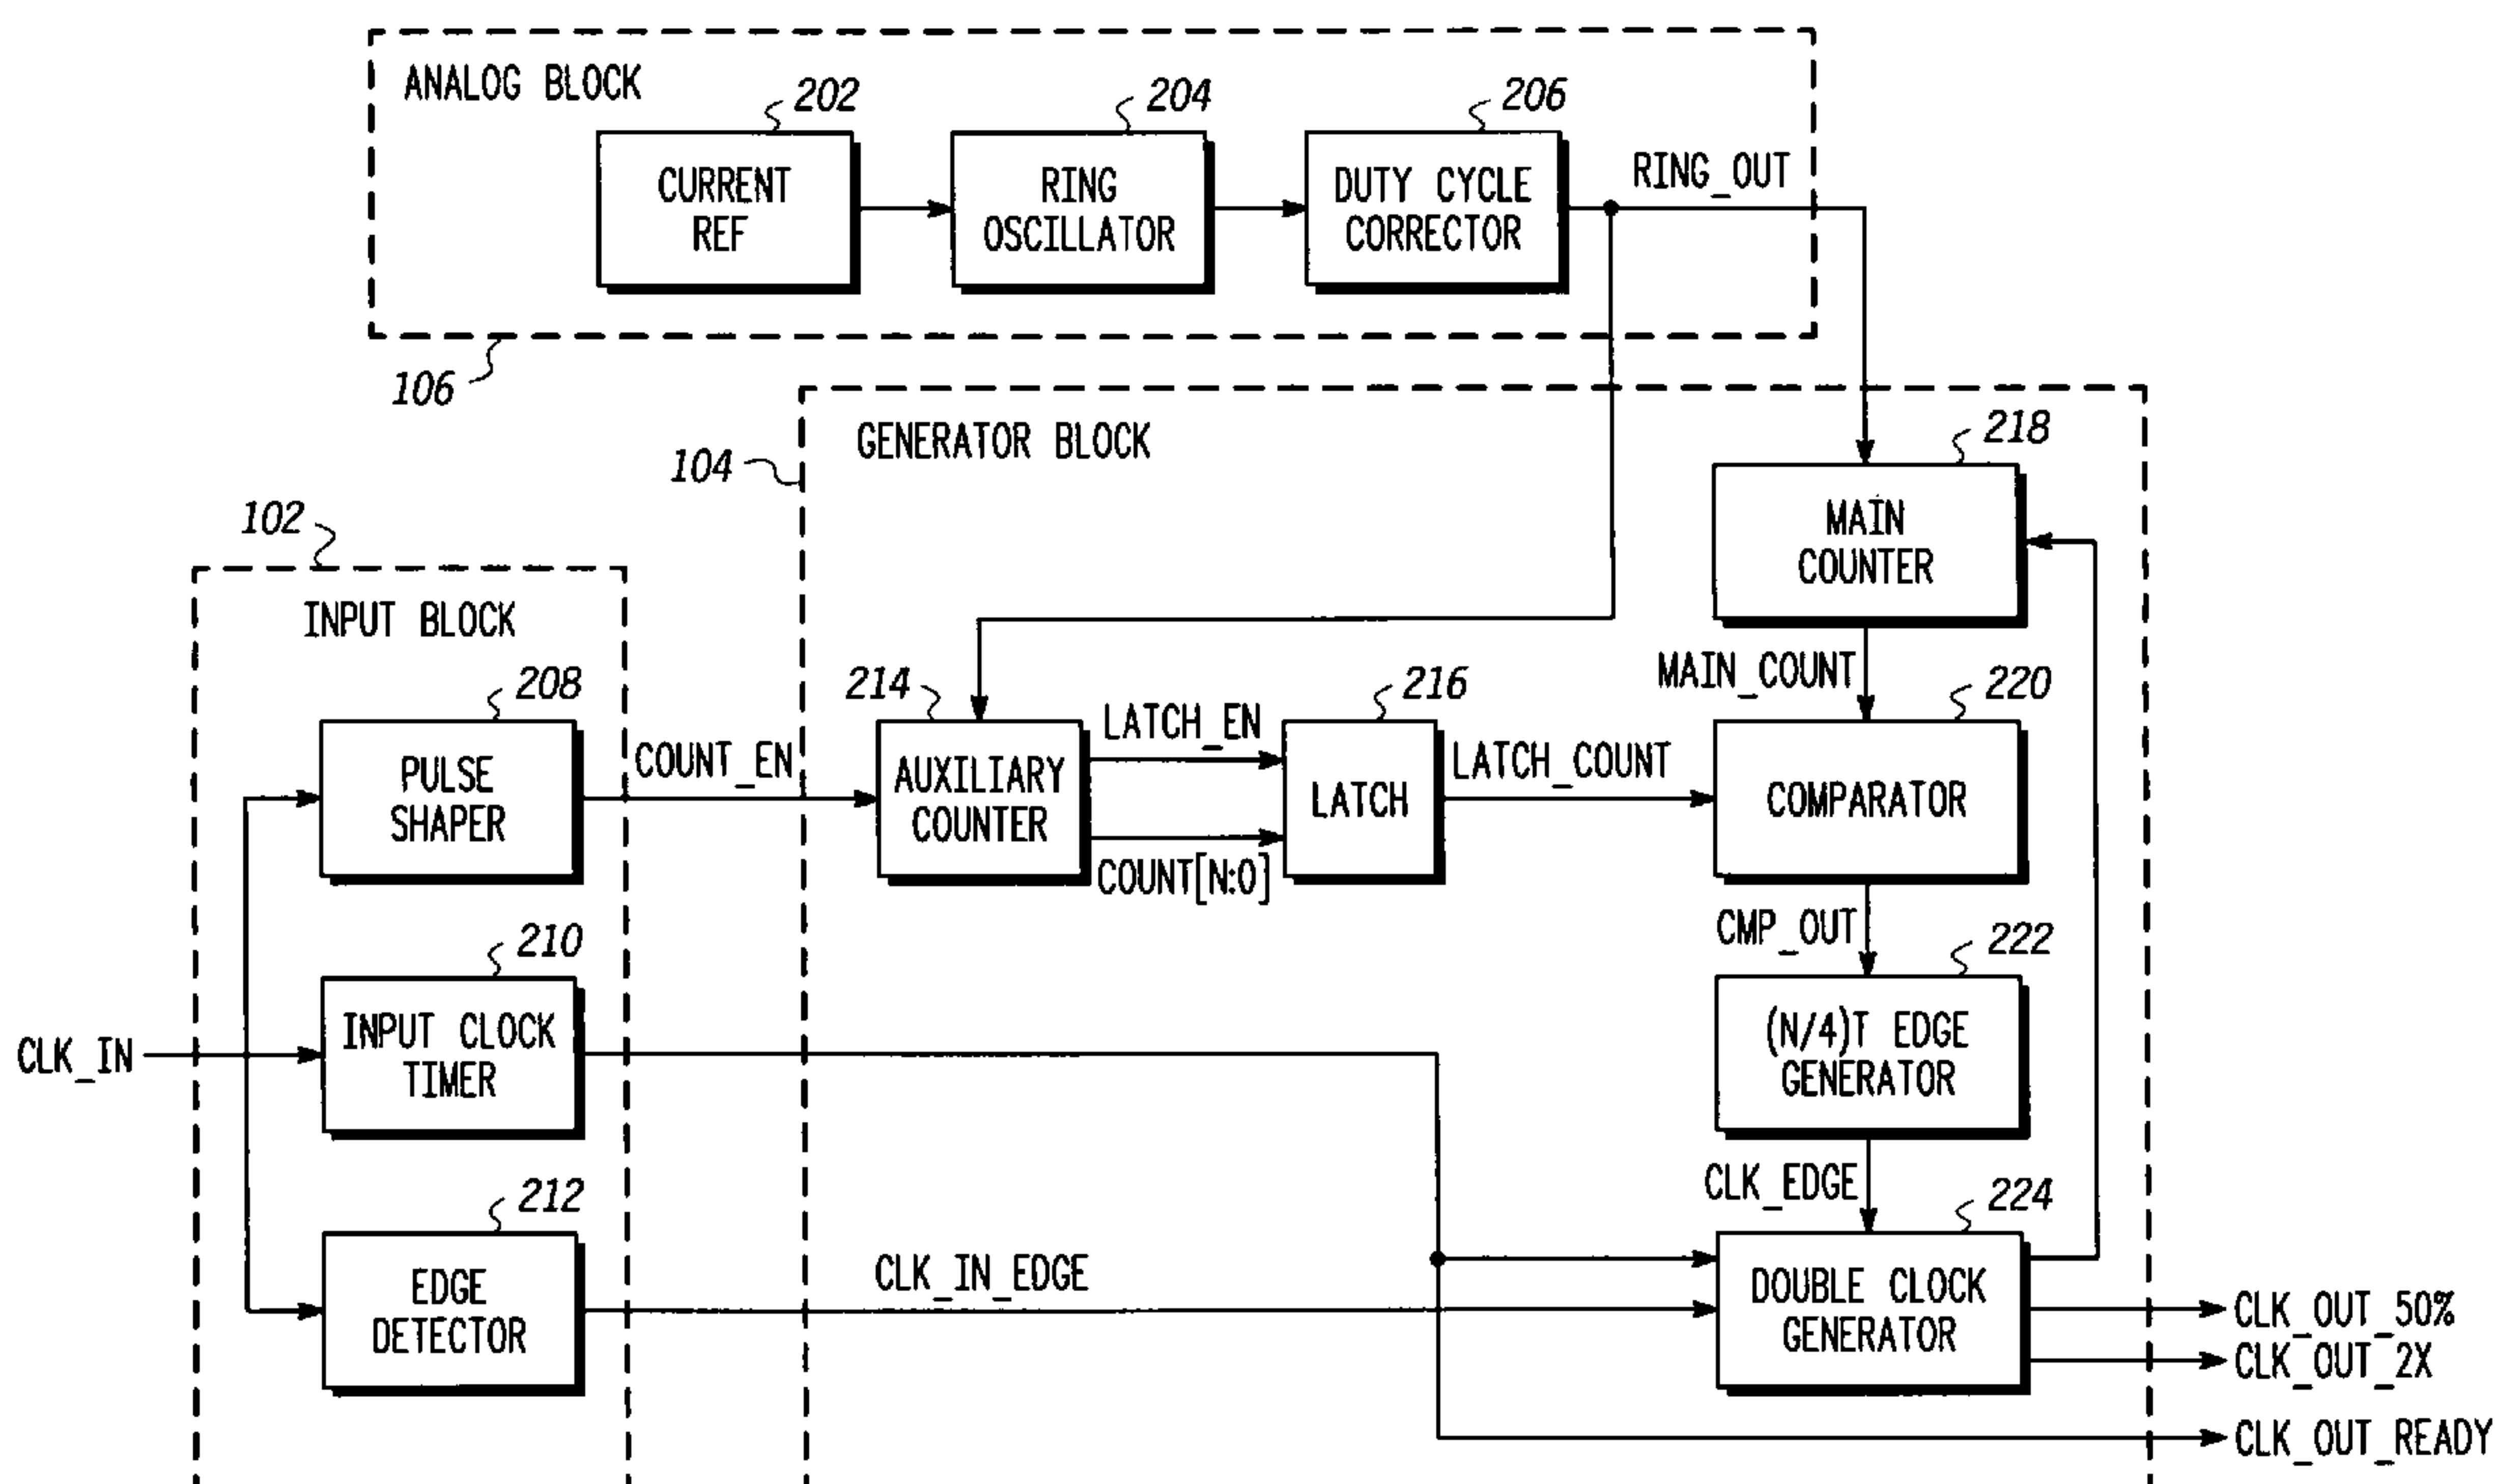 ANALOG BLOCK
202
204
206
CURRENT
REF
RING
OSCILLATOR
DUTY CYCLE
CORRECTOR
RING_OUT
106
104
GENERATOR BLOCK
218
MAIN
COUNTER
102
INPUT BLOCK
208
PULSE
SHAPER
COUNT_EN
214
AUXILIARY
COUNTER
LATCH_EN
COUNT[N:0]
216
LATCH
LATCH_COUNT
MAIN_COUNT
220
COMPARATOR
CMP_OUT
222
(N/4)T EDGE
GENERATOR
CLK_IN
210
INPUT CLOCK
TIMER
212
EDGE
DETECTOR
CLK_IN_EDGE
CLK_EDGE
224
DOUBLE CLOCK
GENERATOR
CLK_OUT_50%
CLK_OUT_2X
CLK_OUT_READY